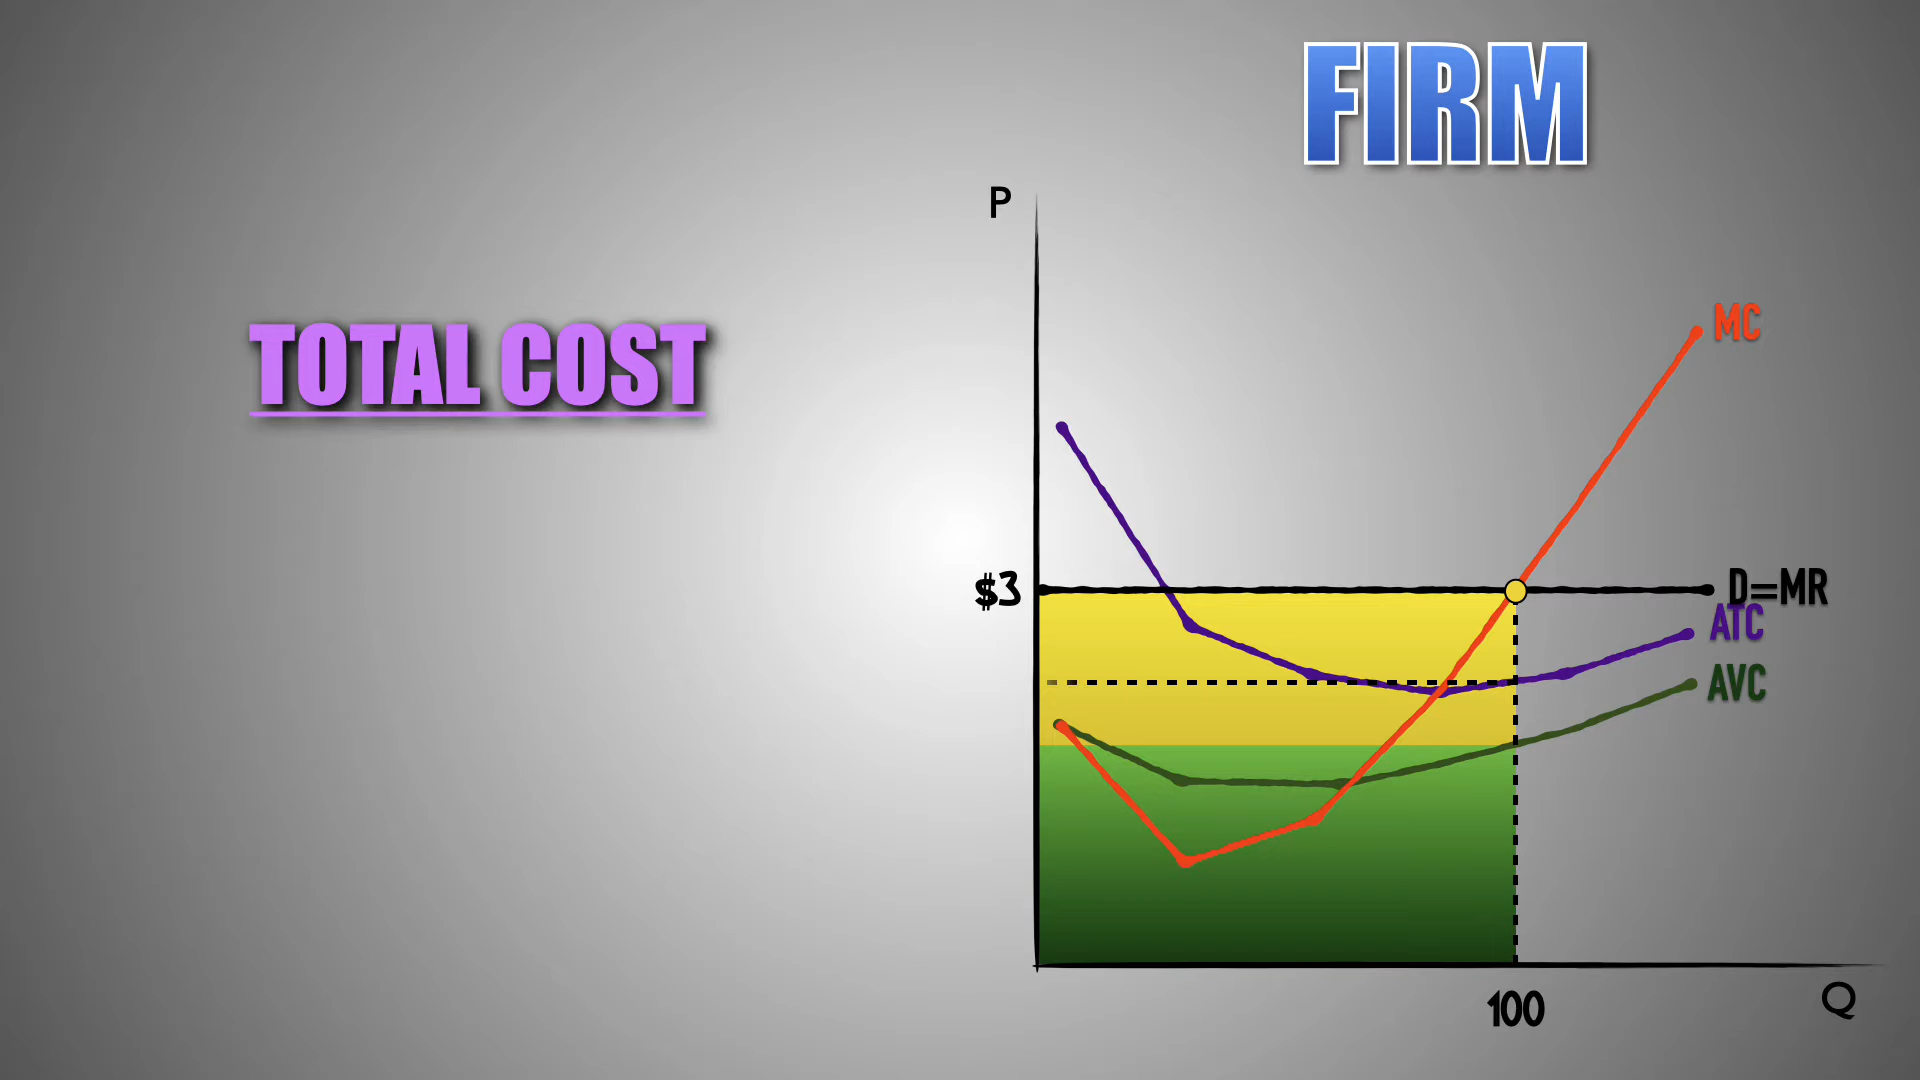 FIRM
P
TOTAL COST
MC
$3
D=MR
ATC
AVC
100
Q